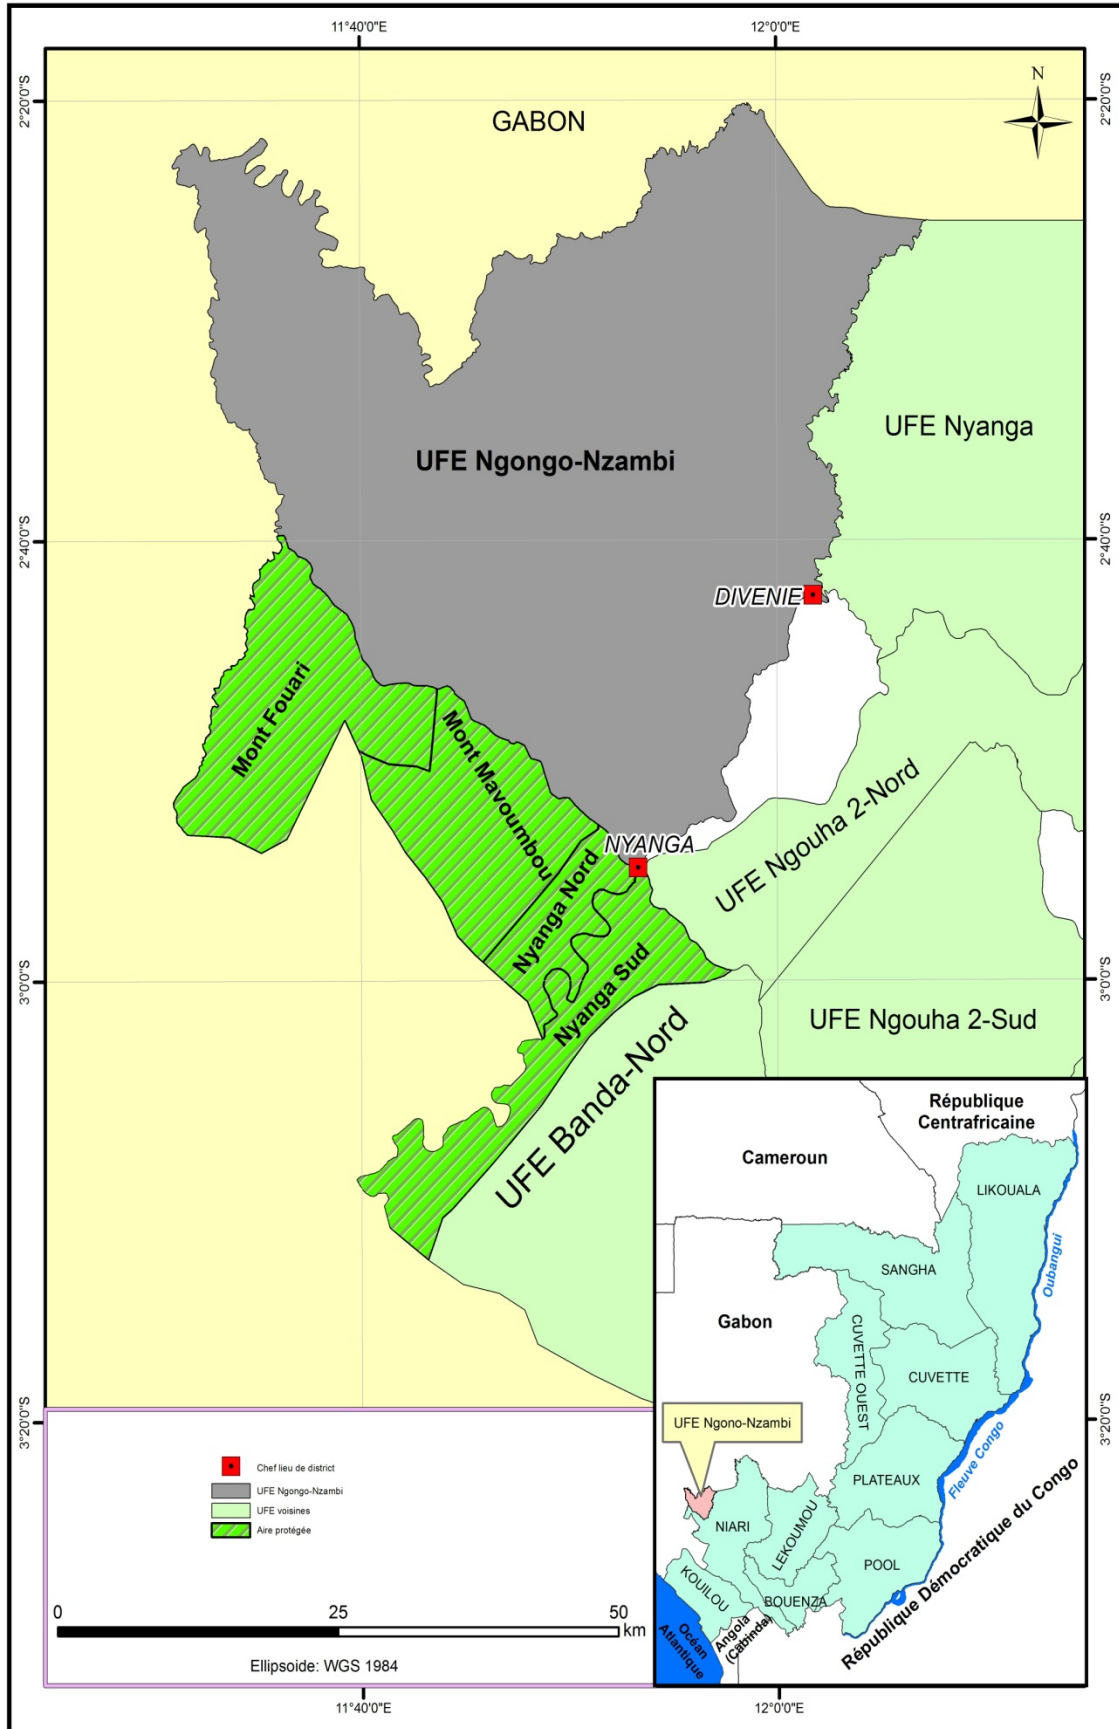 11°40'0"E
12°0'0"E
2°20'0"S
2°20'0"S
N
GABON
UFE Nyanga
UFE Ngongo-Nzambi
2°40'0"S
2°40'0"S
DIVENIE
Mont Fouari
Mont Mavoumbou
UFE Ngouha 2-Nord
NYANGA
Nyanga Nord
Nyanga Sud
3°0'0"S
3°0'0"S
UFE Ngouha 2-Sud
UFE Banda-Nord
République
Centrafricaine
Cameroun
LIKOUALA
Oubangui
SANGHA
Gabon
CUVETTE OUEST
CUVETTE
3°20'0"S
3°20'0"S
UFE Ngono-Nzambi
PLATEAUX
Fleuve Congo
NIARI
LEKOUMOU
POOL
KOUILOU
BOUENZA
République Démocratique du Congo
Angola
(Cabinda)
Océan
Atlantique
Chef lieu de district
UFE Ngongo-Nzambi
UFE voisines
Aire protégée
0
25
50
km
Ellipsoide: WGS 1984
11°40'0"E
12°0'0"E